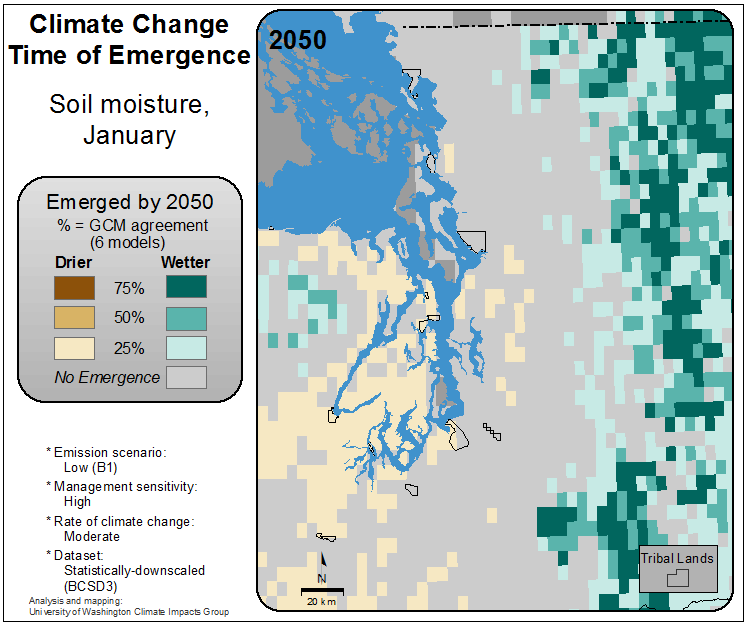 Climate Change
Time of Emergence
Soil moisture,
January
Emerged by 2050
% = GCM agreement
(6 models)
Drier Wetter
75%
50%
25%
No Emergence
* Emission scenario:
Low (B1)
* Management sensitivity:
High
* Rate of climate change:
Moderate
* Dataset:
Statistically-downscaled
(BCSD3)
Analysis and mapping:
University of Washington Climate Impacts Group
2050
N
20 km
Tribal Lands